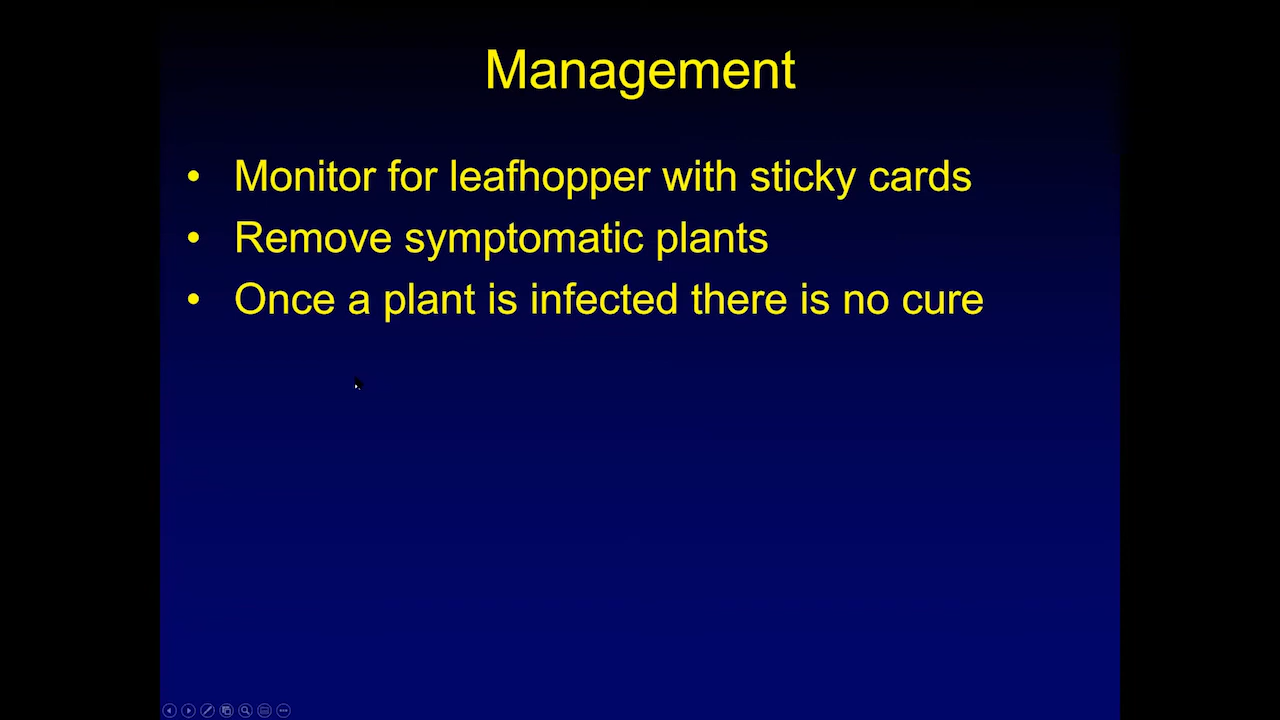 Management
• Monitor for leafhopper with sticky cards
• Remove symptomatic plants
• Once a plant is infected there is no cure